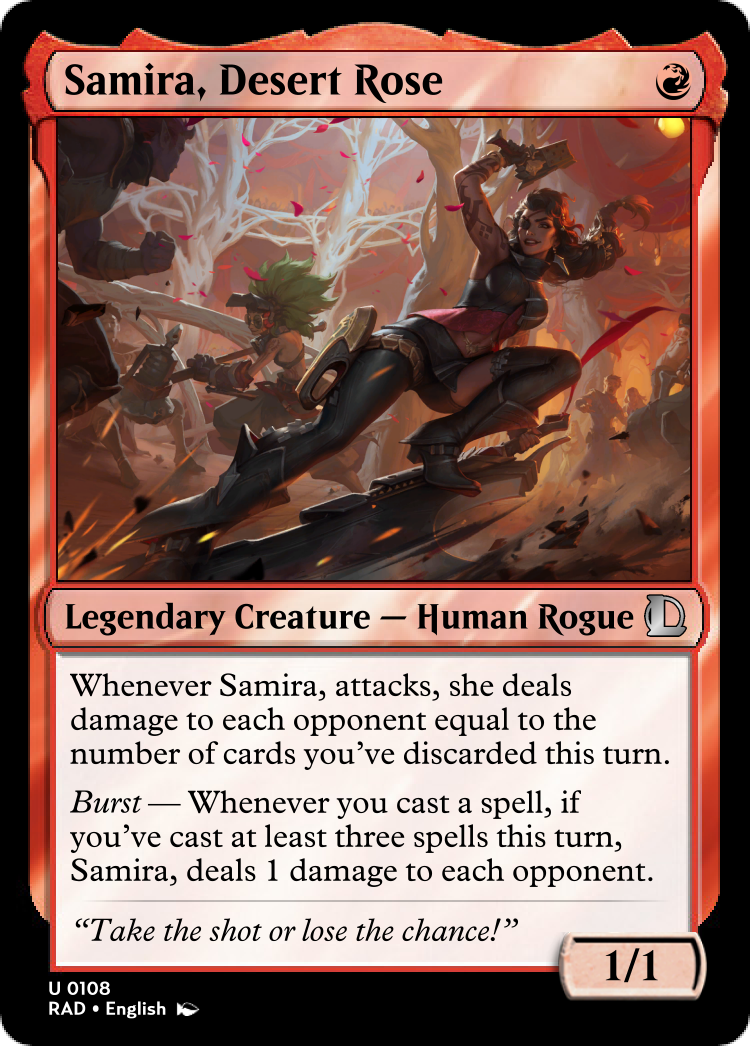 Samira, Desert Rose
Legendary Creature — Human Rogue
Whenever Samira, attacks, she deals
damage to each opponent equal to the
number of cards you’ve discarded this turn.
Burst — Whenever you cast a spell, if
you’ve cast at least three spells this turn,
Samira, deals 1 damage to each opponent.
“Take the shot or lose the chance!”
1/1
U 0108
RAD • English